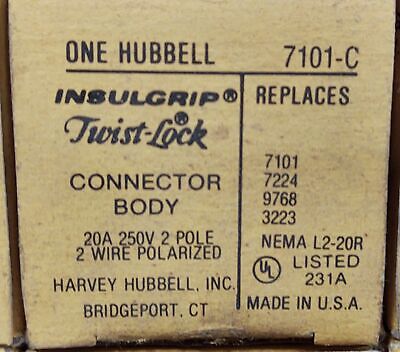 ONE HUBBELL 7101-C
INSULGRIP® REPLACES
Twist-Lock®
7101
CONNECTOR 7224
BODY 9768
3223
20A 250V 2 POLE NEMA L2-20R
2 WIRE POLARIZED UL LISTED
231A
HARVEY HUBBELL, INC.
BRIDGEPORT, CT MADE IN U.S.A.